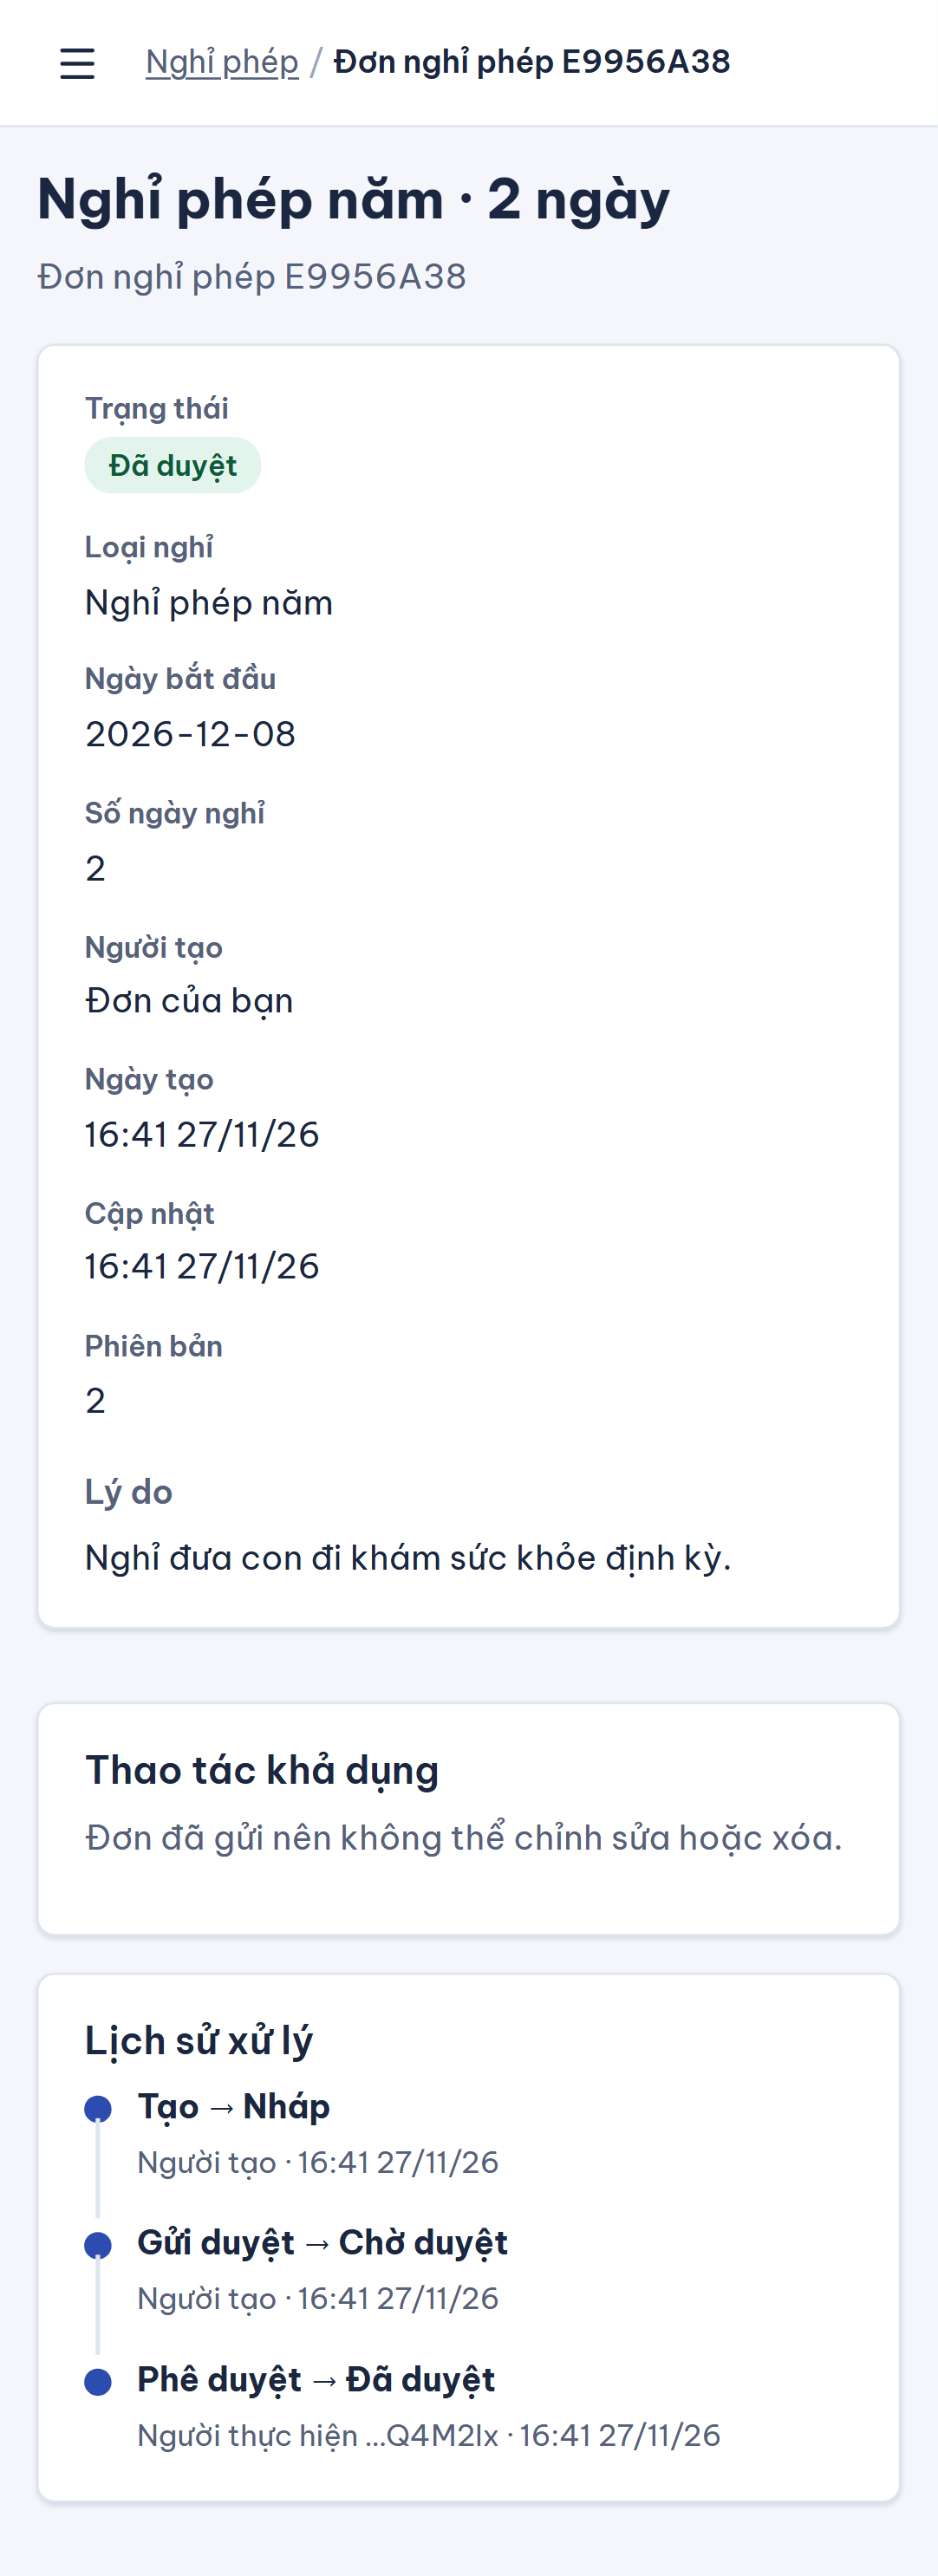 Nghỉ phép / Đơn nghỉ phép E9956A38
Nghỉ phép năm · 2 ngày
Đơn nghỉ phép E9956A38
Trạng thái
Đã duyệt
Loại nghỉ
Nghỉ phép năm
Ngày bắt đầu
2026-12-08
Số ngày nghỉ
2
Người tạo
Đơn của bạn
Ngày tạo
16:41 27/11/26
Cập nhật
16:41 27/11/26
Phiên bản
2
Lý do
Nghỉ đưa con đi khám sức khỏe định kỳ.
Thao tác khả dụng
Đơn đã gửi nên không thể chỉnh sửa hoặc xóa.
Lịch sử xử lý
Tạo → Nháp
Người tạo · 16:41 27/11/26
Gửi duyệt → Chờ duyệt
Người tạo · 16:41 27/11/26
Phê duyệt → Đã duyệt
Người thực hiện …Q4M2Ix · 16:41 27/11/26